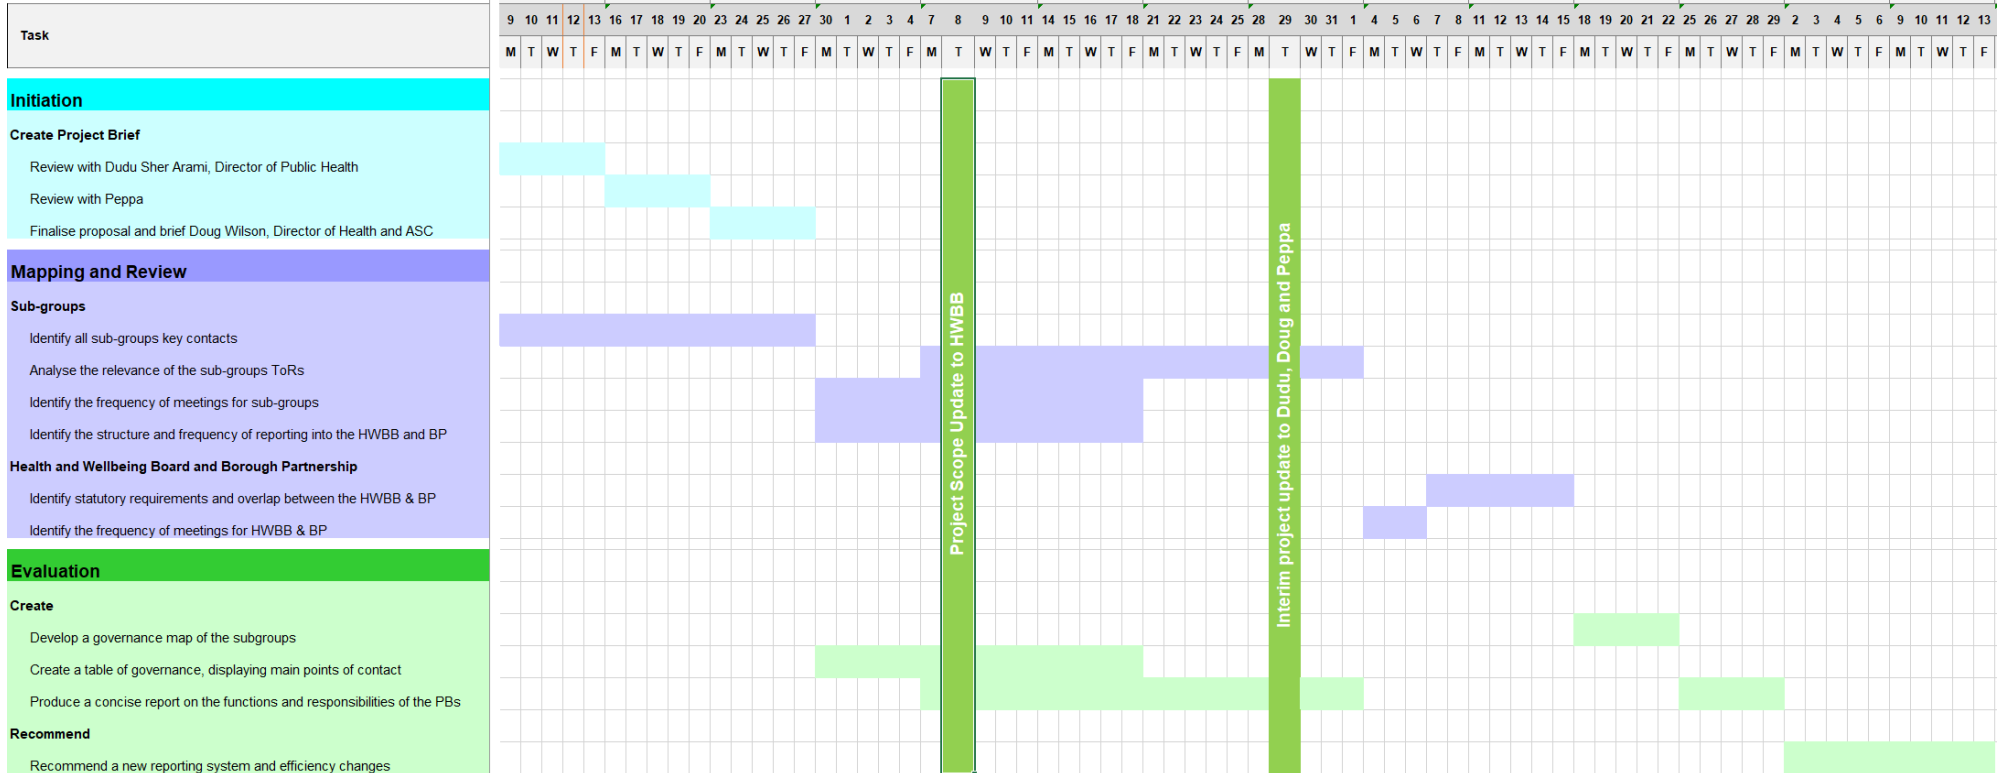 Task
9 10 11 12 13 16 17 18 19 20 23 24 25 26 27 30 1 2 3 4 7 8 9 10 11 14 15 16 17 18 21 22 23 24 25 28 29 30 31 1 4 5 6 7 8 11 12 13 14 15 18 19 20 21 22 25 26 27 28 29 2 3 4 5 6 9 10 11 12 13
M T W T F M T W T F M T W T F M T W T F M T W T F M T W T F M T W T F M T W T F M T W T F M T W T F M T W T F M T W T F M T W T F M T W T F
Initiation
Create Project Brief
Review with Dudu Sher Arami, Director of Public Health
Review with Peppa
Finalise proposal and brief Doug Wilson, Director of Health and ASC
Mapping and Review
Sub-groups
Identify all sub-groups key contacts
Analyse the relevance of the sub-groups ToRs
Identify the frequency of meetings for sub-groups
Identify the structure and frequency of reporting into the HWBB and BP
Health and Wellbeing Board and Borough Partnership
Identify statutory requirements and overlap between the HWBB & BP
Identify the frequency of meetings for HWBB & BP
Evaluation
Create
Develop a governance map of the subgroups
Create a table of governance, displaying main points of contact
Produce a concise report on the functions and responsibilities of the PBs
Recommend
Recommend a new reporting system and efficiency changes
Project Scope Update to HWBB
Interim project update to Dudu, Doug and Peppa